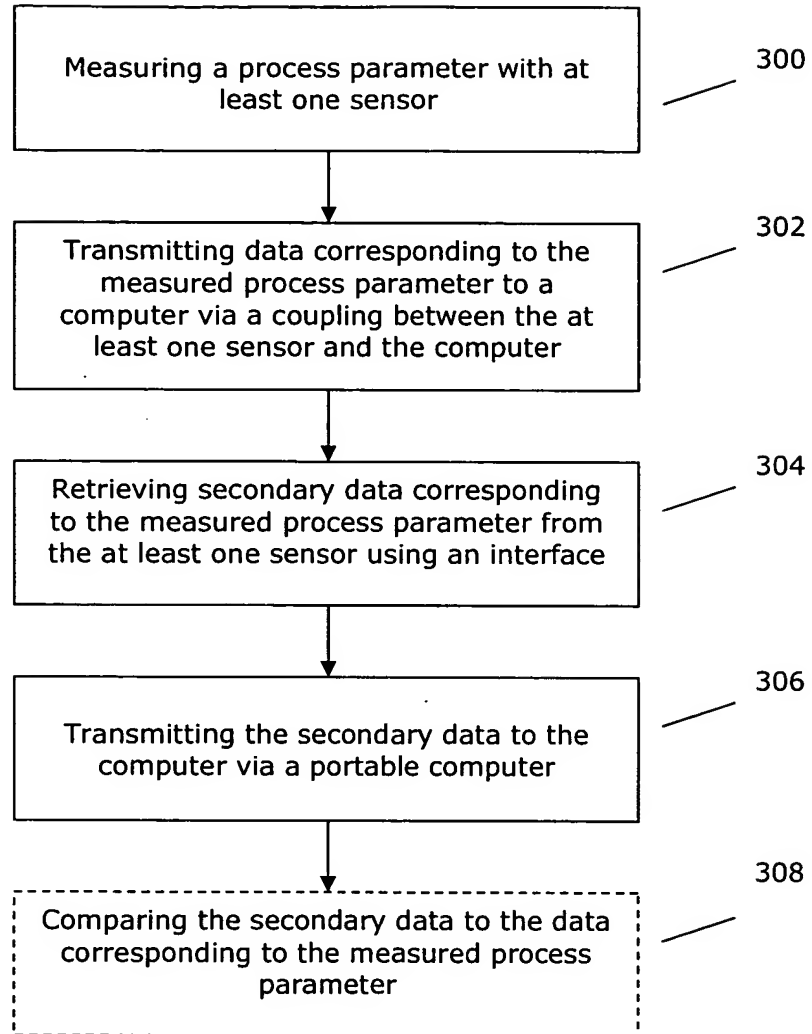 Measuring a process parameter with at
least one sensor
300
Transmitting data corresponding to the
measured process parameter to a
computer via a coupling between the at
least one sensor and the computer
302
Retrieving secondary data corresponding
to the measured process parameter from
the at least one sensor using an interface
304
Transmitting the secondary data to the
computer via a portable computer
306
Comparing the secondary data to the data
corresponding to the measured process
parameter
308